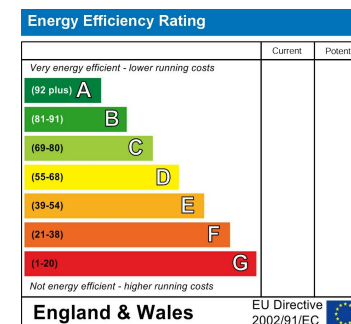 Energy Efficiency Rating
Current Potent
Very energy efficient - lower running costs
(92 plus) A
(81-91) B
(69-80) C
(55-68) D
(39-54) E
(21-38) F
(1-20) G
Not energy efficient - higher running costs
England & Wales
EU Directive
2002/91/EC